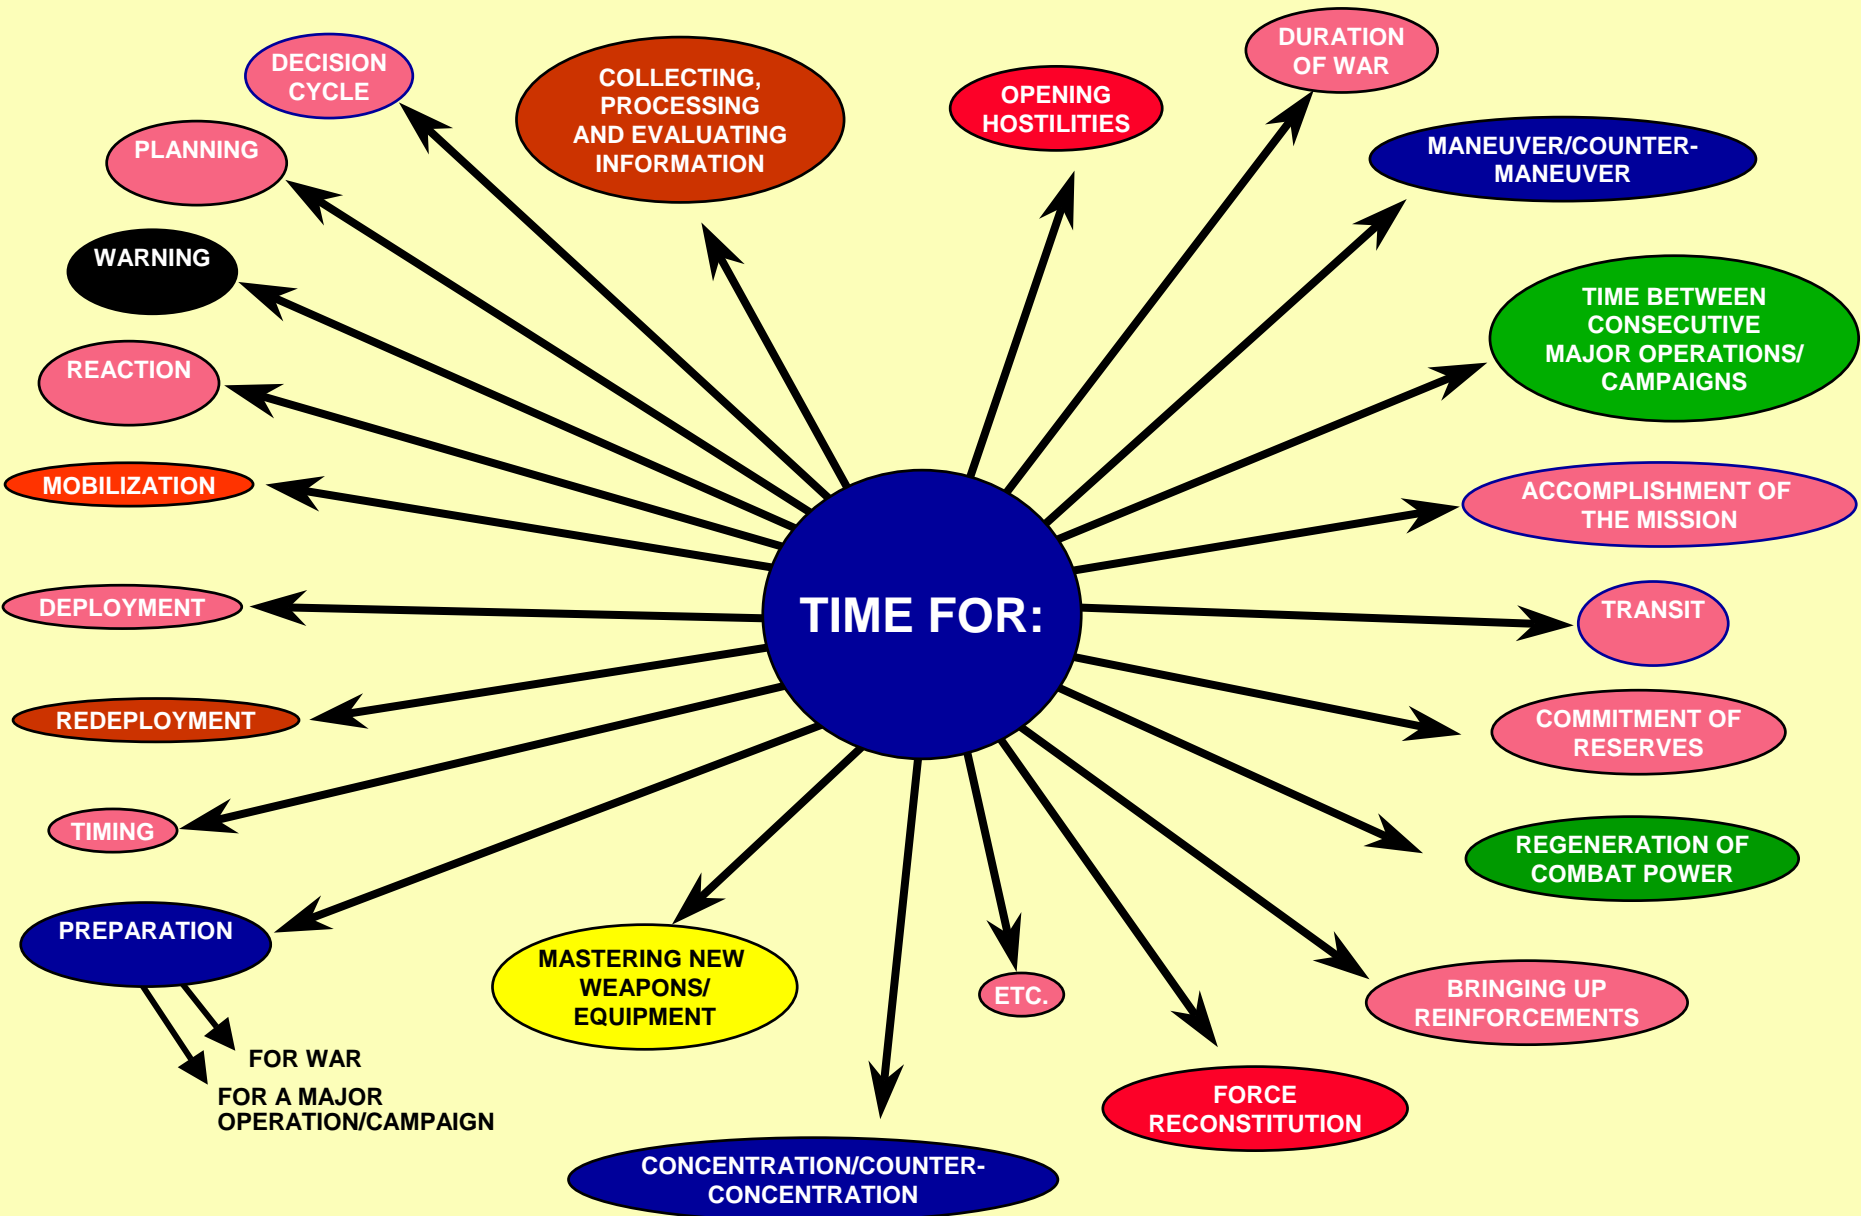 DURATION
OF WAR
DECISION
CYCLE
COLLECTING,
PROCESSING
AND EVALUATING
INFORMATION
OPENING
HOSTILITIES
MANEUVER/COUNTER-
MANEUVER
PLANNING
WARNING
TIME BETWEEN
CONSECUTIVE
MAJOR OPERATIONS/
CAMPAIGNS
REACTION
MOBILIZATION
ACCOMPLISHMENT OF
THE MISSION
DEPLOYMENT
TIME FOR:
TRANSIT
REDEPLOYMENT
COMMITMENT OF
RESERVES
TIMING
REGENERATION OF
COMBAT POWER
PREPARATION
MASTERING NEW
WEAPONS/
EQUIPMENT
ETC.
BRINGING UP
REINFORCEMENTS
FOR WAR
FOR A MAJOR
OPERATION/CAMPAIGN
FORCE
RECONSTITUTION
CONCENTRATION/COUNTER-
CONCENTRATION